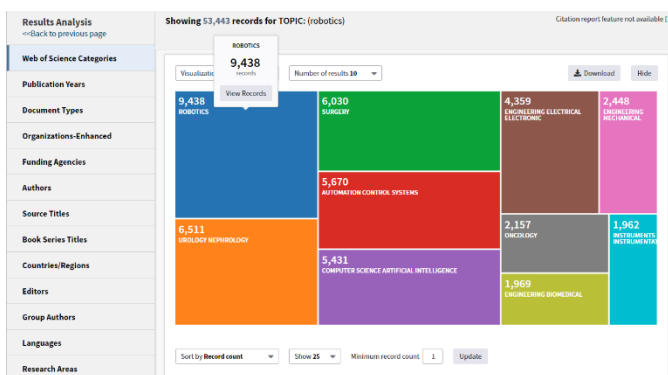 Results Analysis
<<Back to previous page
Web of Science Categories
Publication Years
Document Types
Organizations-Enhanced
Funding Agencies
Authors
Source Titles
Book Series Titles
Countries/Regions
Editors
Group Authors
Languages
Research Areas
Showing 53,443 records for TOPIC: (robotics)
Citation report feature not available [
ROBOTICS
9,438
records
View Records
Visualizatio
Number of results 10
Download
Hide
9,438
ROBOTICS
6,030
SURGERY
4,359
ENGINEERING ELECTRICAL
ELECTRONIC
2,448
ENGINEERING
MECHANICAL
5,670
AUTOMATION CONTROL SYSTEMS
6,511
UROLOGY NEPHROLOGY
2,157
ONCOLOGY
1,962
INSTRUMENTS
INSTRUMENTAT
5,431
COMPUTER SCIENCE ARTIFICIAL INTELLIGENCE
1,969
ENGINEERING BIOMEDICAL
Sort by Record count
Show 25
Minimum record count
1
Update